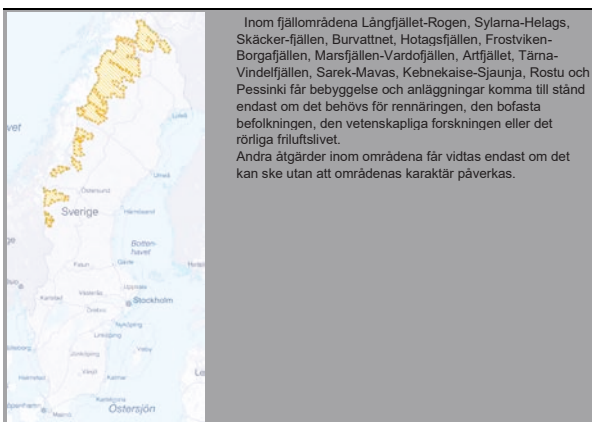 Inom fjällområdena Långfjället-Rogen, Sylarna-Helags,
Skäcker-fjällen, Burvattnet, Hotagsfjällen, Frostviken-
Borgafjällen, Marsfjällen-Vardofjällen, Artfjället, Tärna-
Vindelfjällen, Sarek-Mavas, Kebnekaise-Sjaunja, Rostu och
Pessinki får bebyggelse och anläggningar komma till stånd
endast om det behövs för rennäringen, den bofasta
befolkningen, den vetenskapliga forskningen eller det
rörliga friluftslivet.
Andra åtgärder inom områdena får vidtas endast om det
kan ske utan att områdenas karaktär påverkas.
Luleå
vet
Umeå
Östersund
Sverige
Härnösand
Botten-
havet
Falun
Gävle
Uppsala
Västerås
Karlstad
Stockholm
Örebro
Nyköping
Linköping
Visby
Jönköping
Växjö
Halmstad
Kalmar
Karlskrona
Malmö
Östersjön